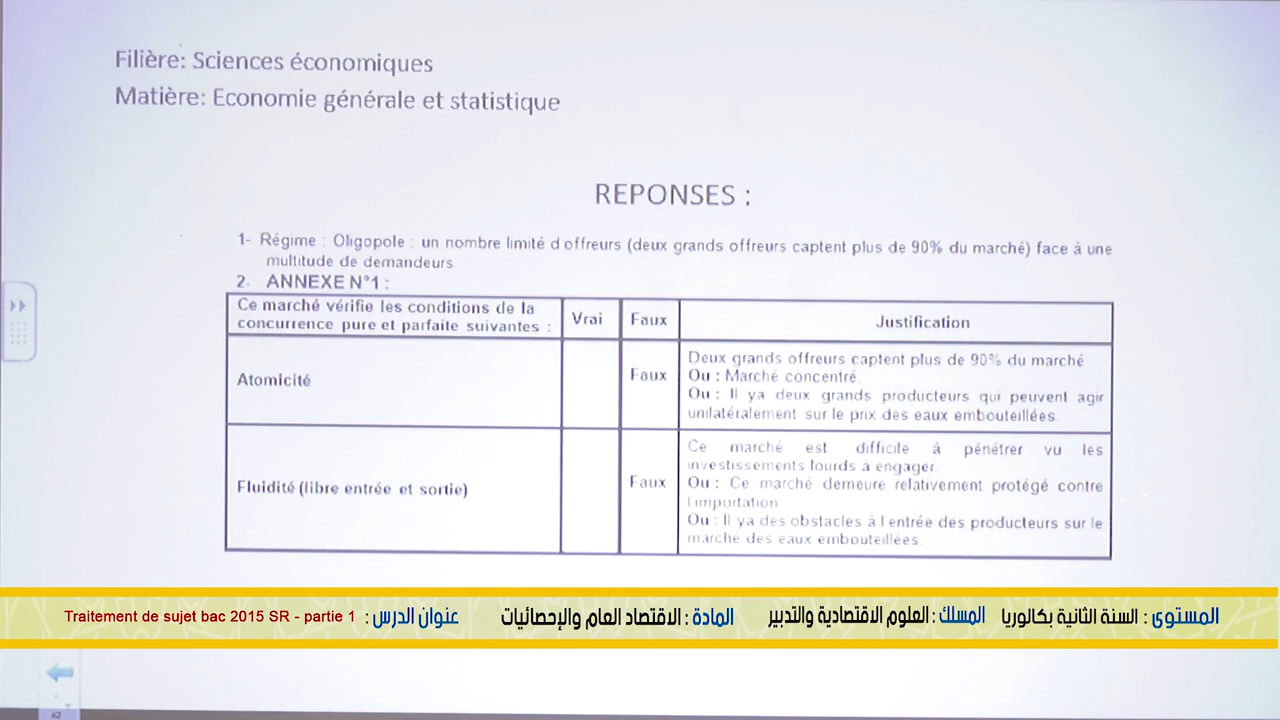 Filière: Sciences économiques
Matière: Economie générale et statistique
REPONSES :
1- Régime : Oligopole : un nombre limité d'offreurs (deux grands offreurs captent plus de 90% du marché) face à une
multitude de demandeurs
2. ANNEXE N°1 :
Ce marché vérifie les conditions de la
concurrence pure et parfaite suivantes :
Vrai
Faux
Justification
Atomicité
Faux
Deux grands offreurs captent plus de 90% du marché
Ou : Marché concentré.
Ou : Il ya deux grands producteurs qui peuvent agir
unilatéralement sur le prix des eaux embouteillées.
Fluidité (libre entrée et sortie)
Faux
Ce marché est difficile à pénétrer vu les
investissements lourds à engager.
Ou : Ce marché demeure relativement protégé contre
l'importation
Ou : Il ya des obstacles à l entrée des producteurs sur le
marché des eaux embouteillées.
المستوى : السنة الثانية بكالوريا المسلك : العلوم الاقتصادية والتدبير المادة : الاقتصاد العام والإحصائيات عنوان الدرس : Traitement de sujet bac 2015 SR - partie 1
62